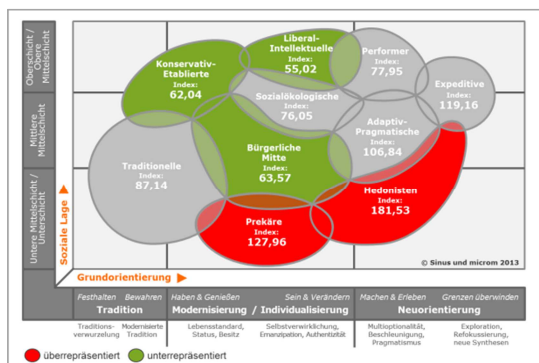 Oberschicht /
Obere
Mittelschicht
Mittlere
Mittelschicht
Untere Mittelschicht /
Unterschicht
Soziale Lage
Konservativ-
Etablierte
Index:
62,04
Liberal-
Intellektuelle
Index:
55,02
Performer
Index:
77,95
Expeditive
Index:
119,16
Sozialökologische
Index:
76,05
Adaptiv-
Pragmatische
Index:
106,84
Traditionelle
Index:
87,14
Bürgerliche
Mitte
Index:
63,57
Hedonisten
Index:
181,53
Prekäre
Index:
127,96
© Sinus und microm 2013
Grundorientierung
Festhalten Bewahren
Tradition
Haben & Genießen Sein & Verändern
Modernisierung / Individualisierung
Machen & Erleben Grenzen überwinden
Neuorientierung
Traditions-
verwurzelung
Modernisierte
Tradition
Lebensstandard,
Status, Besitz
Selbstverwirklichung,
Emanzipation, Authentizität
Multioptionalität,
Beschleunigung,
Pragmatismus
Exploration,
Refokussierung,
neue Synthesen
überrepräsentiert unterrepräsentiert